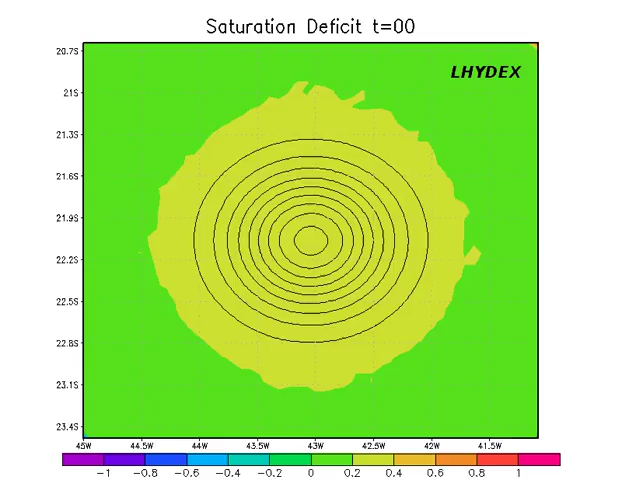 Saturation Deficit t=00
LHYDEX
20.7S
21S
21.3S
21.6S
21.9S
22.2S
22.5S
22.8S
23.1S
23.4S
45W 44.5W 44W 43.5W 43W 42.5W 42W 41.5W
-1 -0.8 -0.6 -0.4 -0.2 0 0.2 0.4 0.6 0.8 1